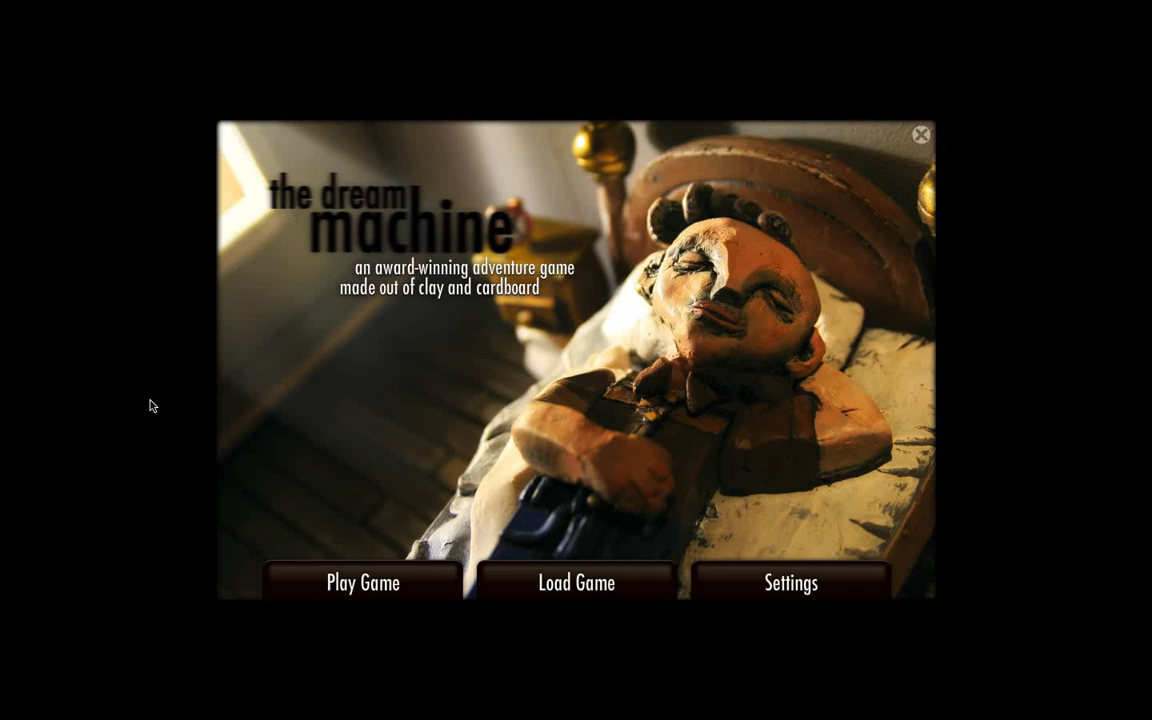 the dream
machine
an award-winning adventure game
made out of clay and cardboard
Play Game
Load Game
Settings